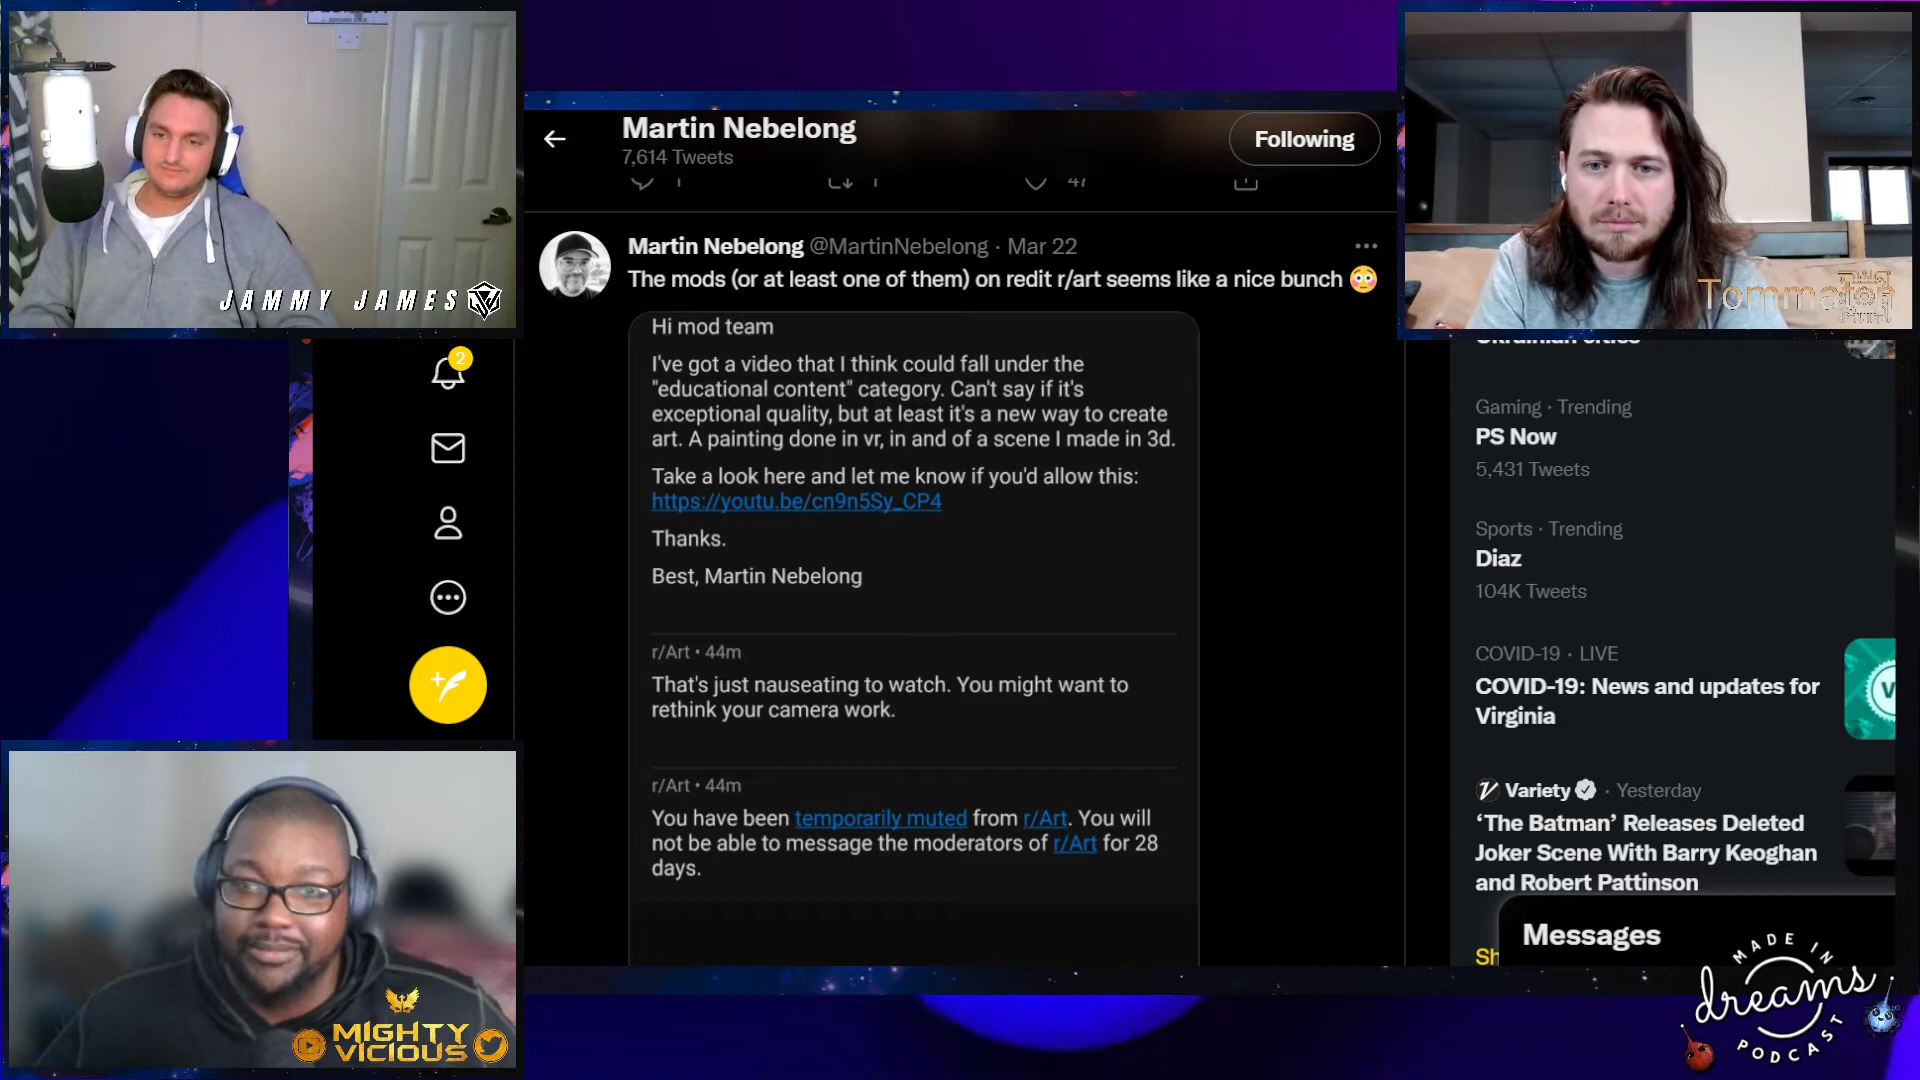 JAMMY JAMES
Martin Nebelong
7,614 Tweets
Following
1
1
47
Martin Nebelong @MartinNebelong · Mar 22
The mods (or at least one of them) on redit r/art seems like a nice bunch 😳
Hi mod team
I've got a video that I think could fall under the
"educational content" category. Can't say if it's
exceptional quality, but at least it's a new way to create
art. A painting done in vr, in and of a scene I made in 3d.
Take a look here and let me know if you'd allow this:
https://youtu.be/cn9n5Sy_CP4
Thanks.
Best, Martin Nebelong
r/Art • 44m
That's just nauseating to watch. You might want to
rethink your camera work.
r/Art • 44m
You have been temporarily muted from r/Art. You will
not be able to message the moderators of r/Art for 28
days.
2
Ukrainian cities
Gaming · Trending
PS Now
5,431 Tweets
Sports · Trending
Diaz
104K Tweets
COVID-19 · LIVE
COVID-19: News and updates for
Virginia
Variety · Yesterday
‘The Batman’ Releases Deleted
Joker Scene With Barry Keoghan
and Robert Pattinson
Sh
Messages
MIGHTY
VICIOUS
MADE IN
dreams
PODCAST